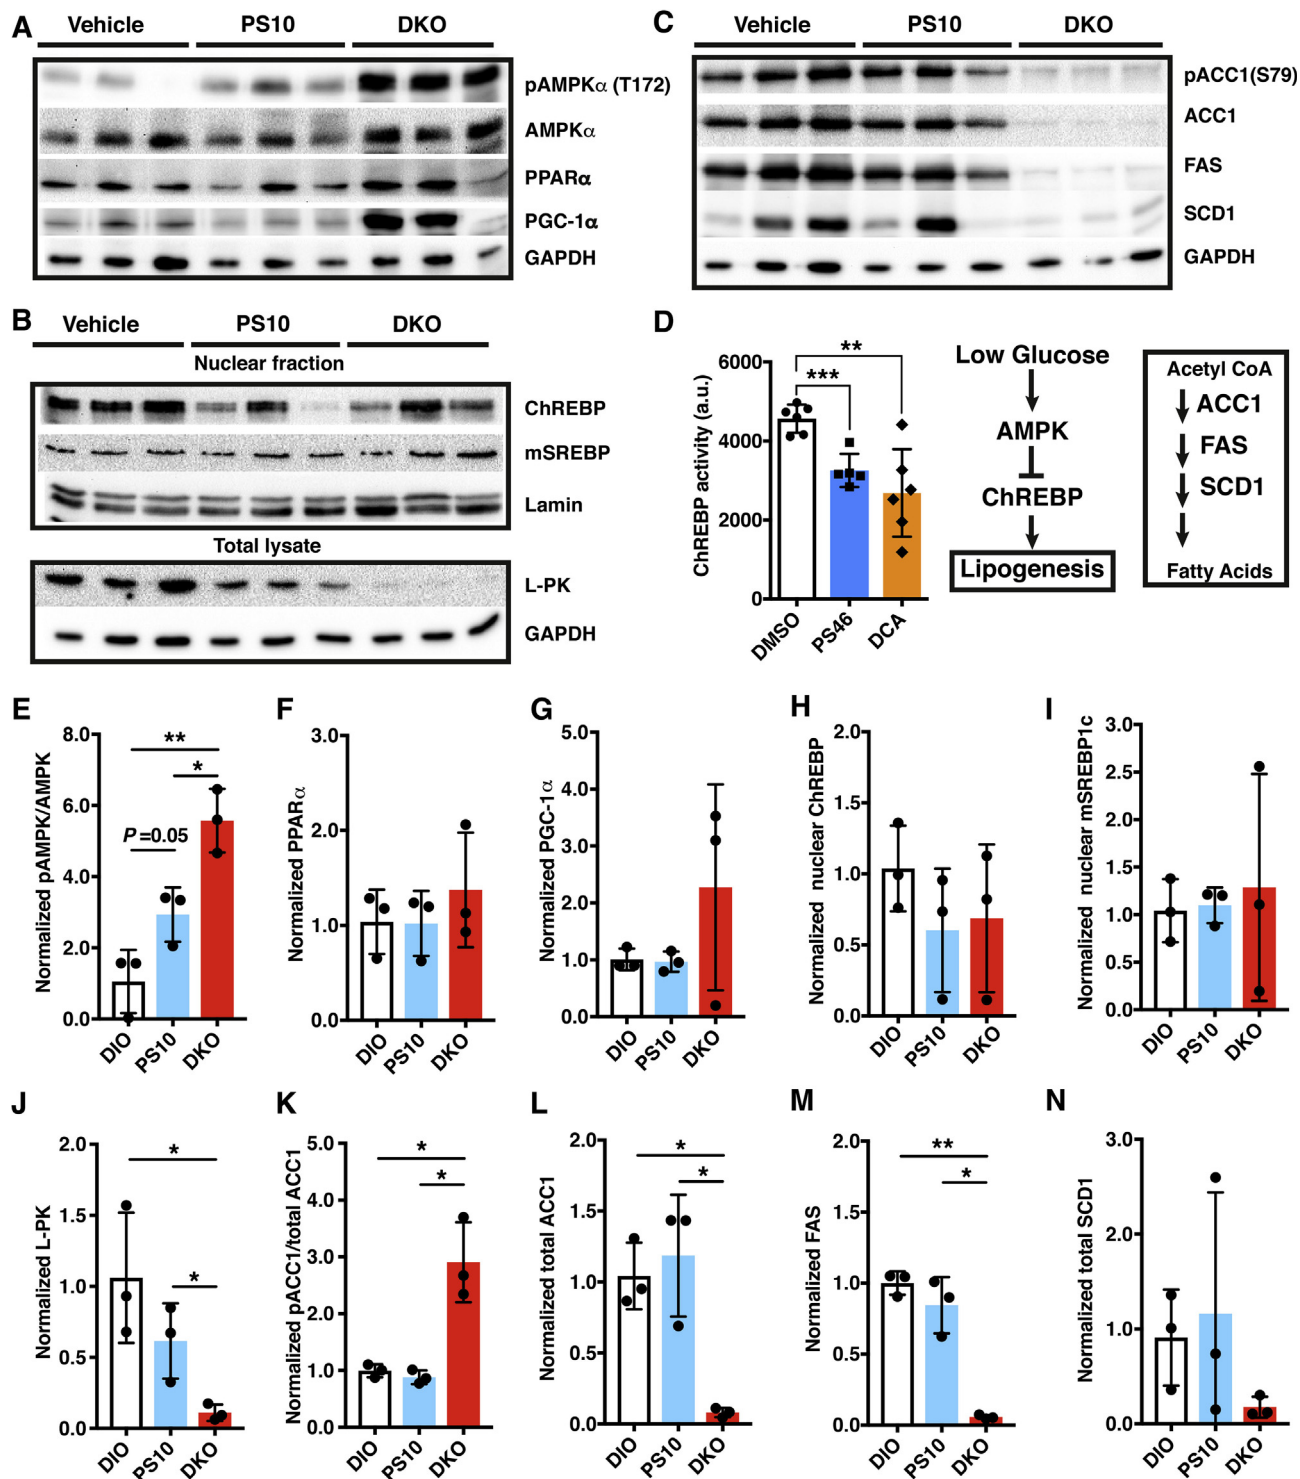 A
Vehicle PS10 DKO
pAMPKα (T172)
AMPKα
PPARα
PGC-1α
GAPDH
B
Vehicle PS10 DKO
Nuclear fraction
ChREBP
mSREBP
Lamin
Total lysate
L-PK
GAPDH
C
Vehicle PS10 DKO
pACC1(S79)
ACC1
FAS
SCD1
GAPDH
D
ChREBP activity (a.u.)
6000
4000
2000
0
**
***
DMSO PS46 DCA
Low Glucose
AMPK
ChREBP
Lipogenesis
Acetyl CoA
ACC1
FAS
SCD1
Fatty Acids
E
Normalized pAMPK/AMPK
8.0
6.0
4.0
2.0
0.0
**
*
P=0.05
DIO PS10 DKO
F
Normalized PPARα
3.0
2.0
1.0
0.0
DIO PS10 DKO
G
Normalized PGC-1α
5.0
4.0
3.0
2.0
1.0
0.0
DIO PS10 DKO
H
Normalized nuclear ChREBP
2.0
1.5
1.0
0.5
0.0
DIO PS10 DKO
I
Normalized nuclear mSREBP1c
3.0
2.5
2.0
1.5
1.0
0.5
0.0
DIO PS10 DKO
J
Normalized L-PK
2.0
1.5
1.0
0.5
0.0
*
*
DIO PS10 DKO
K
Normalized pACC1/total ACC1
5.0
4.0
3.0
2.0
1.0
0.0
*
*
DIO PS10 DKO
L
Normalized total ACC1
2.0
1.5
1.0
0.5
0.0
*
*
DIO PS10 DKO
M
Normalized FAS
2.0
1.5
1.0
0.5
0.0
**
*
DIO PS10 DKO
N
Normalized total SCD1
3.0
2.0
1.0
0.0
DIO PS10 DKO